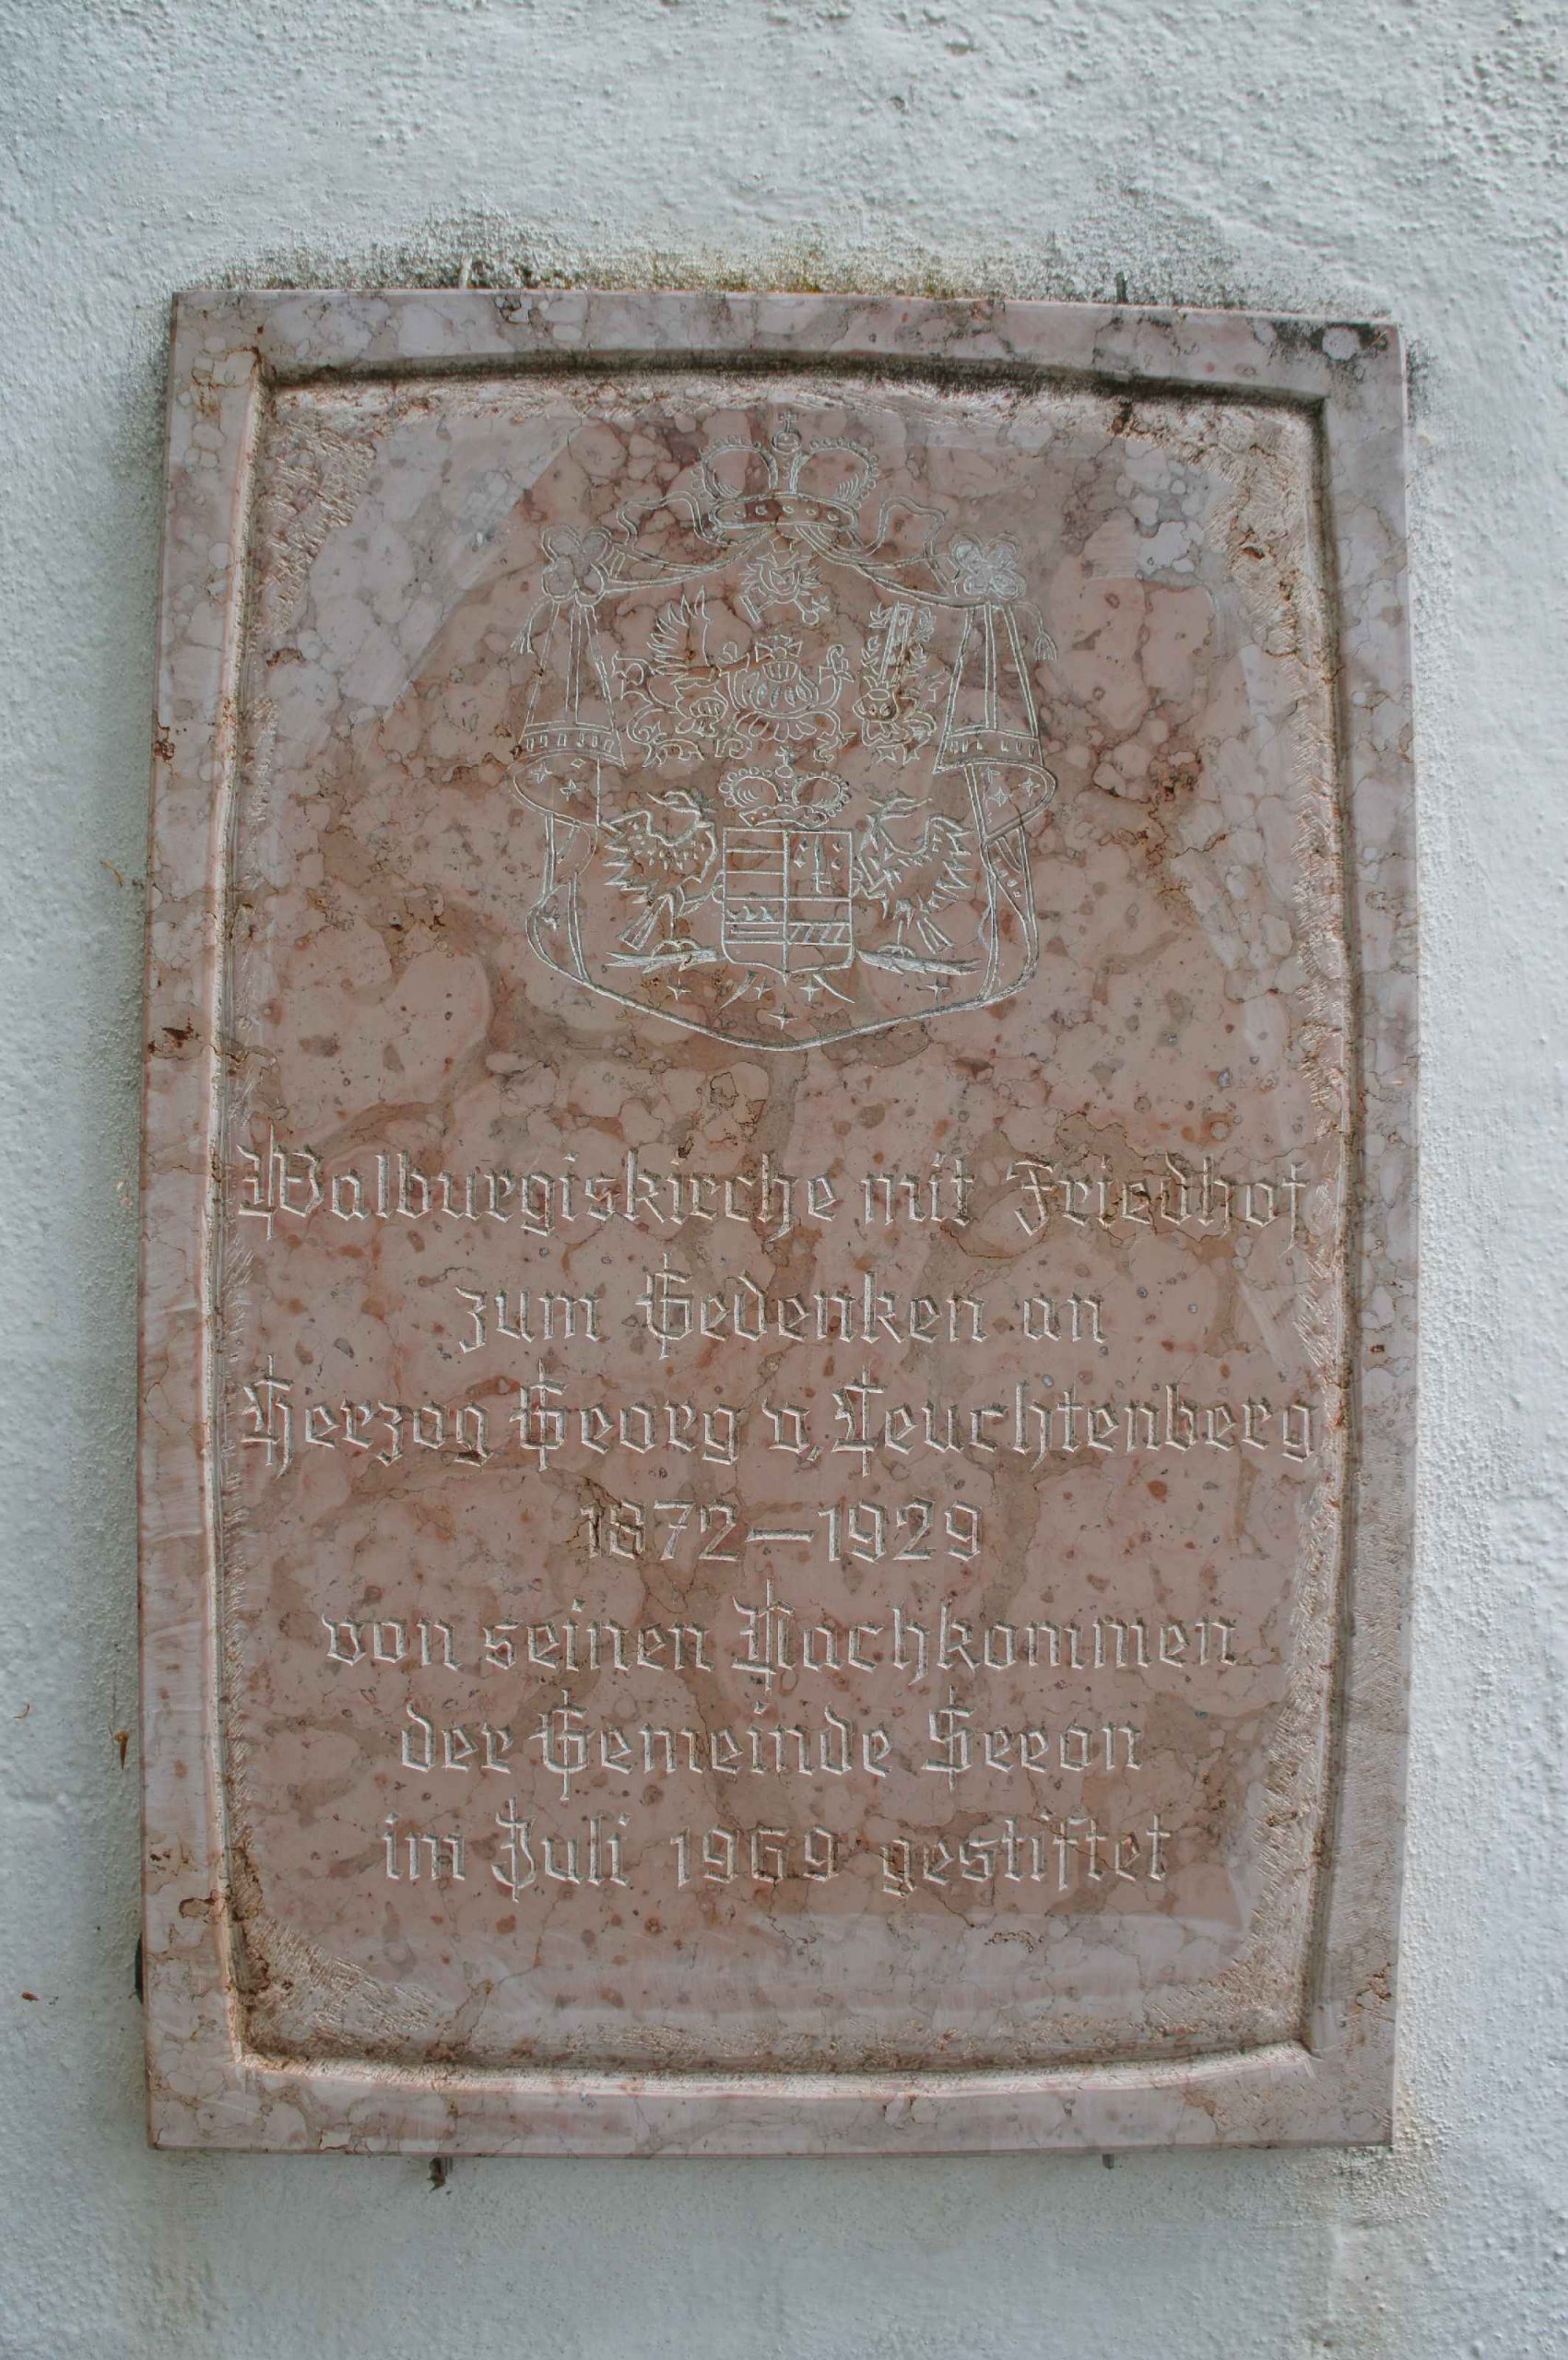 Walburgiskirche mit Friedhof
zum Gedenken an
Herzog Georg v. Leuchtenberg
1872–1929
von seinen Nachkommen
der Gemeinde Seeon
im Juli 1969 gestiftet